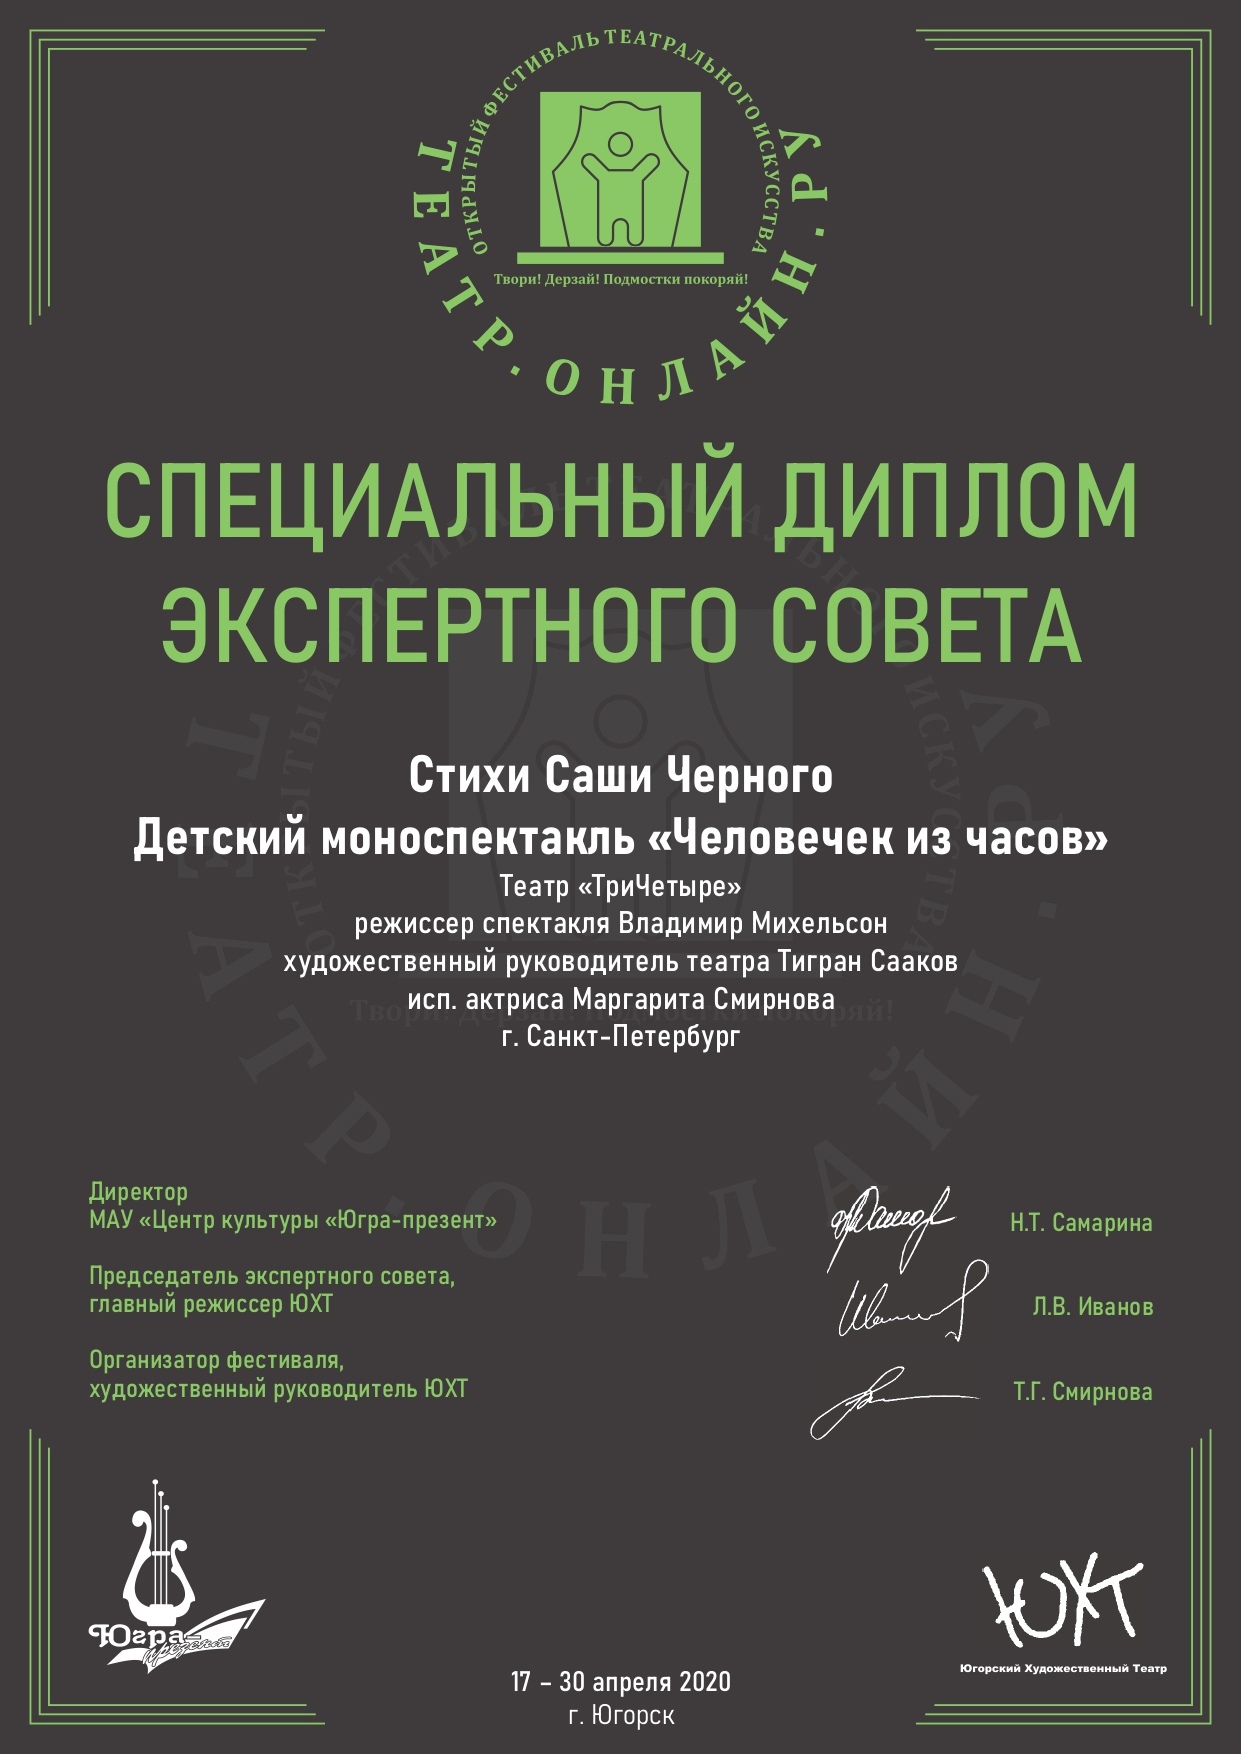 ОТКРЫТЫЙ ФЕСТИВАЛЬ ТЕАТРАЛЬНОГО ИСКУССТВА
Твори! Дерзай! Подмостки покоряй!
ТЕАТР.ОНЛАЙН.РУ
СПЕЦИАЛЬНЫЙ ДИПЛОМ
ЭКСПЕРТНОГО СОВЕТА
Стихи Саши Черного
Детский моноспектакль «Человечек из часов»
Театр «ТриЧетыре»
режиссер спектакля Владимир Михельсон
художественный руководитель театра Тигран Сааков
исп. актриса Маргарита Смирнова
г. Санкт-Петербург
Директор
МАУ «Центр культуры «Югра-презент»
Н.Т. Самарина
Председатель экспертного совета,
главный режиссер ЮХТ
Л.В. Иванов
Организатор фестиваля,
художественный руководитель ЮХТ
Т.Г. Смирнова
Югра-
презент
ЮХТ
Югорский Художественный Театр
17 – 30 апреля 2020
г. Югорск